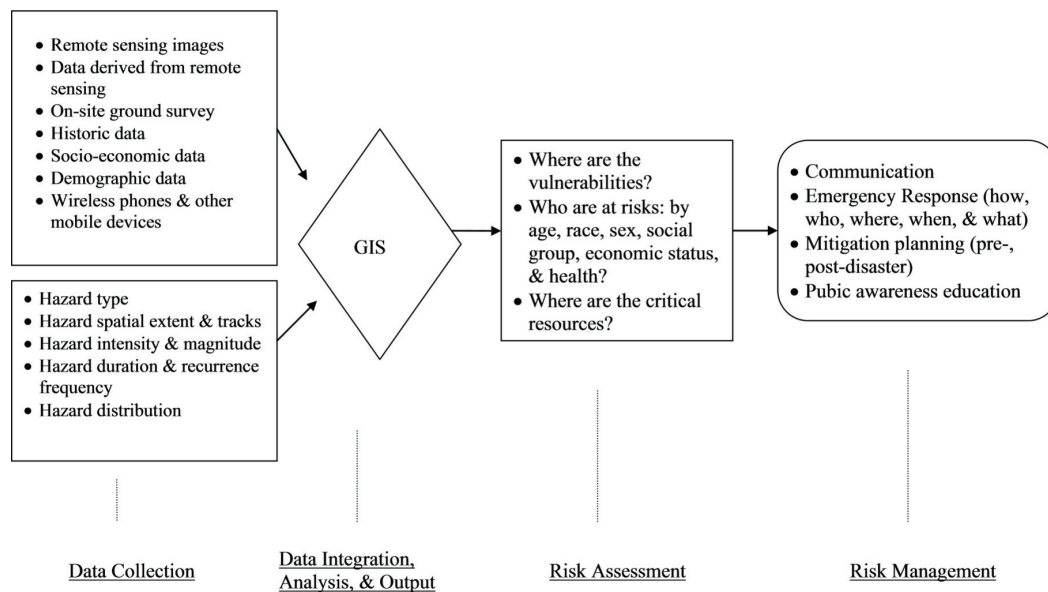 ● Remote sensing images
● Data derived from remote
sensing
● On-site ground survey
● Historic data
● Socio-economic data
● Demographic data
● Wireless phones & other
mobile devices
● Hazard type
● Hazard spatial extent & tracks
● Hazard intensity & magnitude
● Hazard duration & recurrence
frequency
● Hazard distribution
GIS
● Where are the
vulnerabilities?
● Who are at risks: by
age, race, sex, social
group, economic status,
& health?
● Where are the critical
resources?
● Communication
● Emergency Response (how,
who, where, when, & what)
● Mitigation planning (pre-,
post-disaster)
● Pubic awareness education
Data Collection
Data Integration,
Analysis, & Output
Risk Assessment
Risk Management